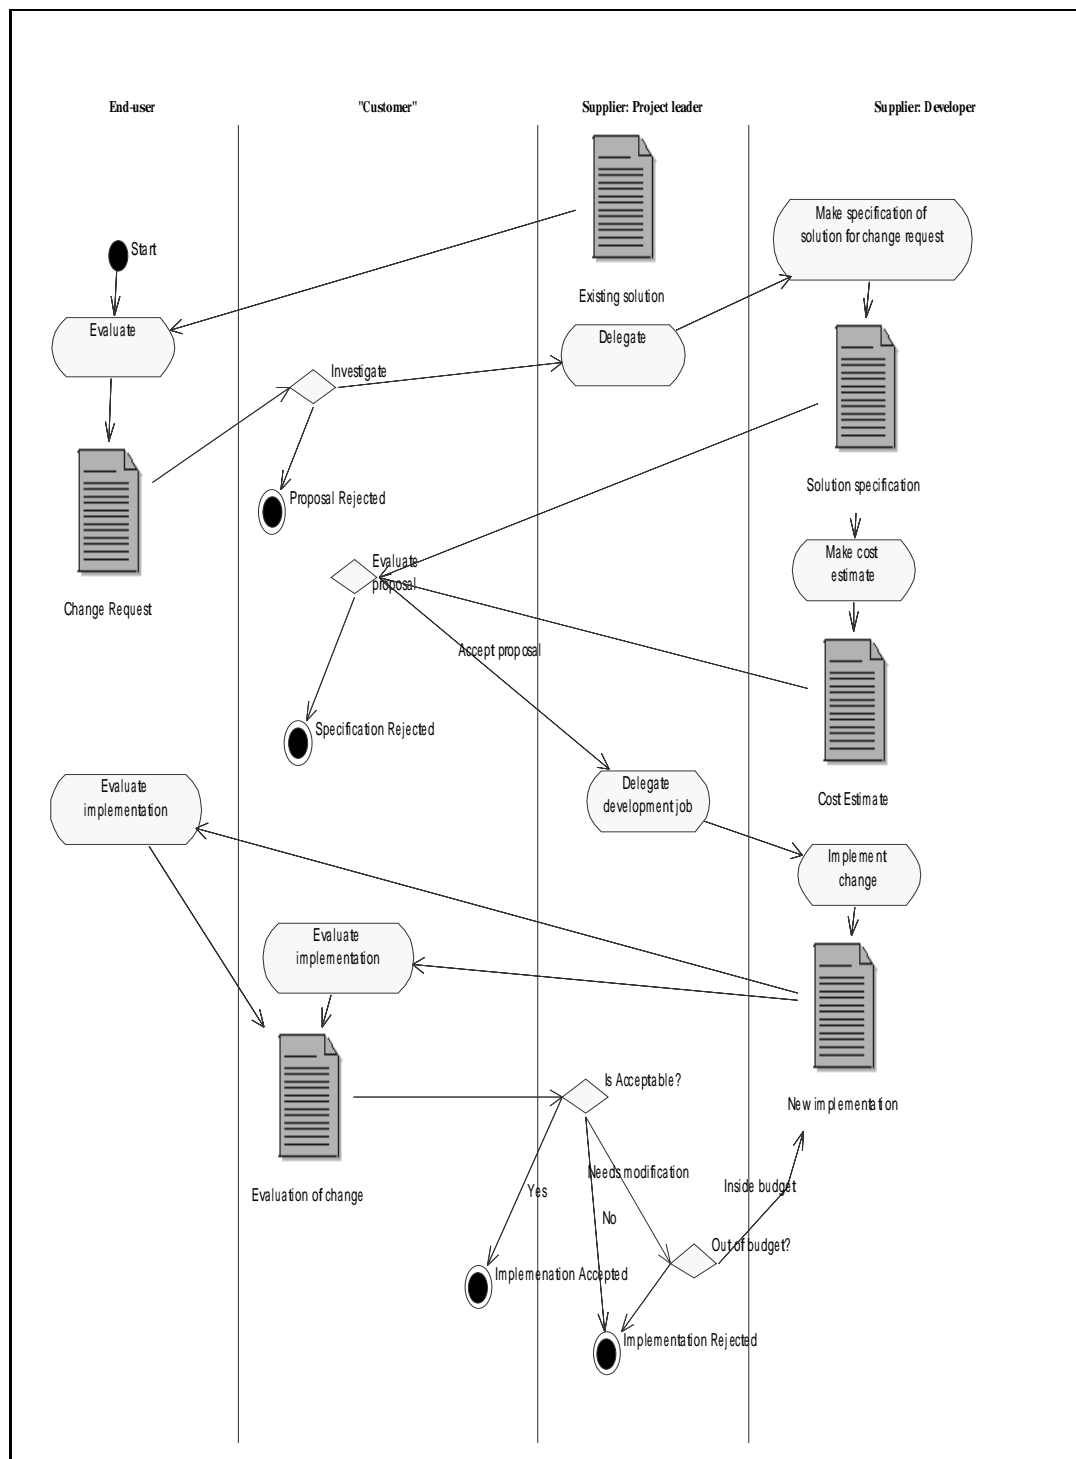 End-user
"Customer"
Supplier: Project leader
Supplier: Developer
Make specification of
solution for change request
Start
Existing solution
Evaluate
Delegate
Investigate
Solution specification
Proposal Rejected
Make cost
estimate
Evaluate
proposal
Change Request
Accept proposal
Specification Rejected
Cost Estimate
Evaluate
implementation
Delegate
development job
Implement
change
Evaluate
implementation
Is Acceptable?
New implementation
Evaluation of change
Needs modification
Inside budget
Yes
No
Out of budget?
Implemenation Accepted
Implementation Rejected